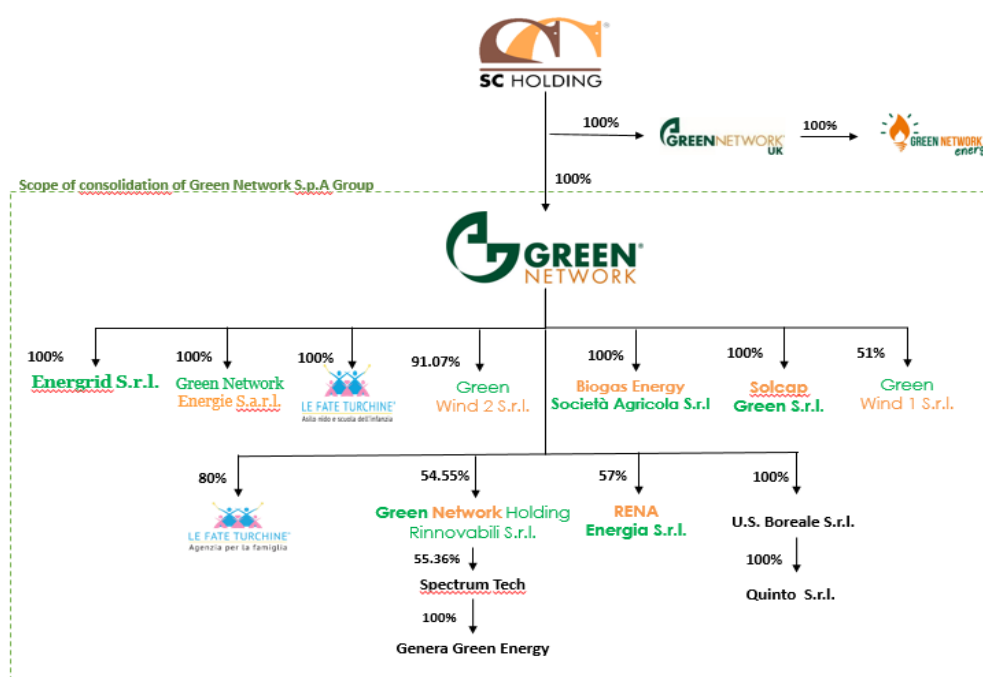 SC HOLDING
100%
GREENNETWORK
UK
100%
GREEN NETWORK
energy
100%
Scope of consolidation of Green Network S.p.A Group
GREEN
NETWORK
100%
100%
100%
91.07%
100%
100%
51%
Energrid S.r.l.
Green Network
Energie S.a.r.l.
LE FATE TURCHINE
Asilo nido e scuola dell'infanzia
Green
Wind 2 S.r.l.
Biogas Energy
Società Agricola S.r.l
Solcap
Green S.r.l.
Green
Wind 1 S.r.l.
80%
54.55%
57%
100%
LE FATE TURCHINE
Agenzia per la famiglia
Green Network Holding
Rinnovabili S.r.l.
RENA
Energia S.r.l.
U.S. Boreale S.r.l.
55.36%
100%
Spectrum Tech
Quinto S.r.l.
100%
Genera Green Energy